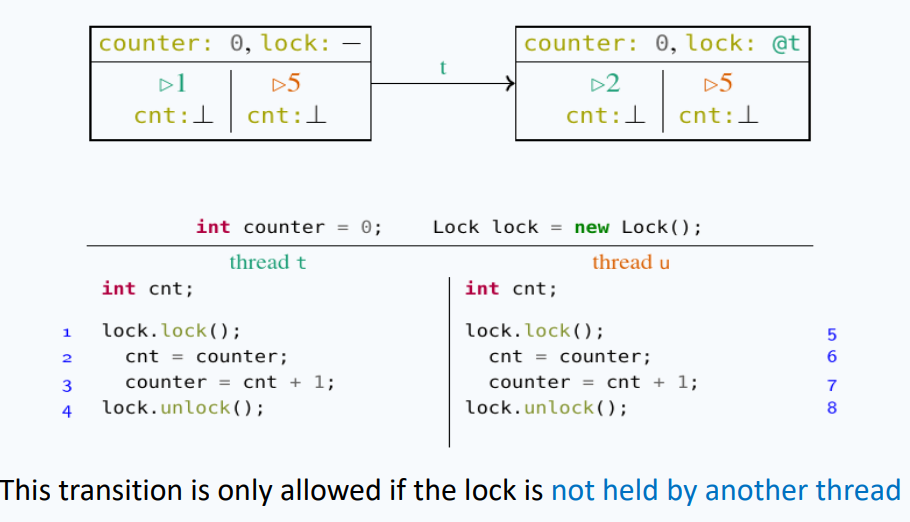 counter: 0, lock: — counter: 0, lock: @t
▷1 ▷5 t ▷2 ▷5
cnt:⊥ cnt:⊥ cnt:⊥ cnt:⊥
int counter = 0; Lock lock = new Lock();
thread t thread u
int cnt; int cnt;
1 lock.lock(); lock.lock(); 5
2 cnt = counter; cnt = counter; 6
3 counter = cnt + 1; counter = cnt + 1; 7
4 lock.unlock(); lock.unlock(); 8
This transition is only allowed if the lock is not held by another thread